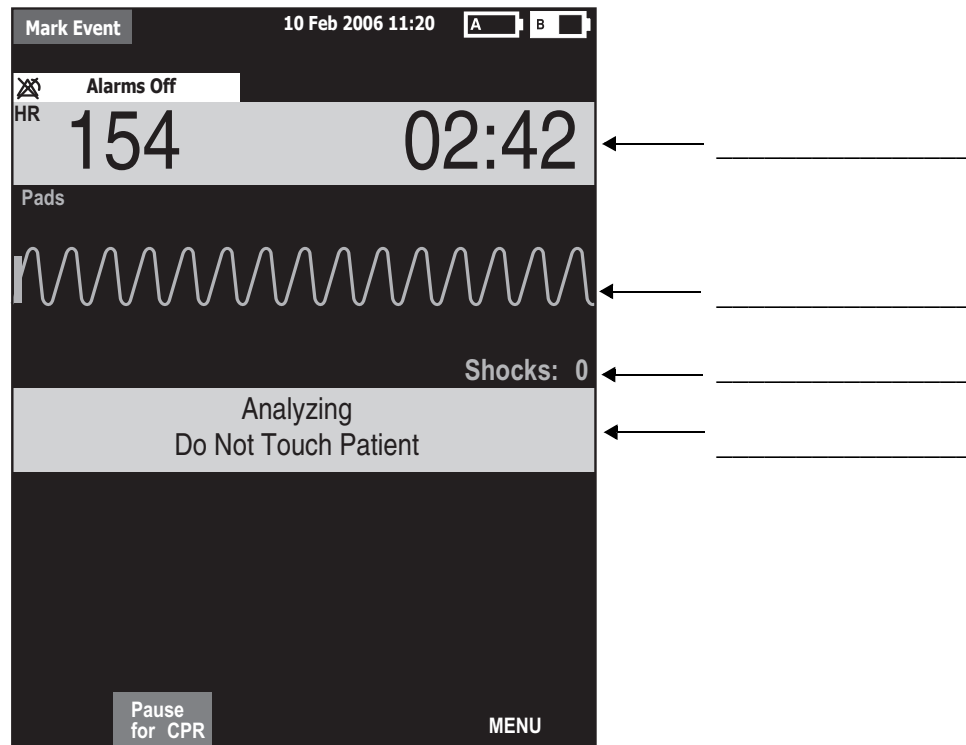 Mark Event 10 Feb 2006 11:20 A B
Alarms Off
HR 154 02:42
Pads
Shocks: 0
Analyzing
Do Not Touch Patient
Pause
for CPR
MENU